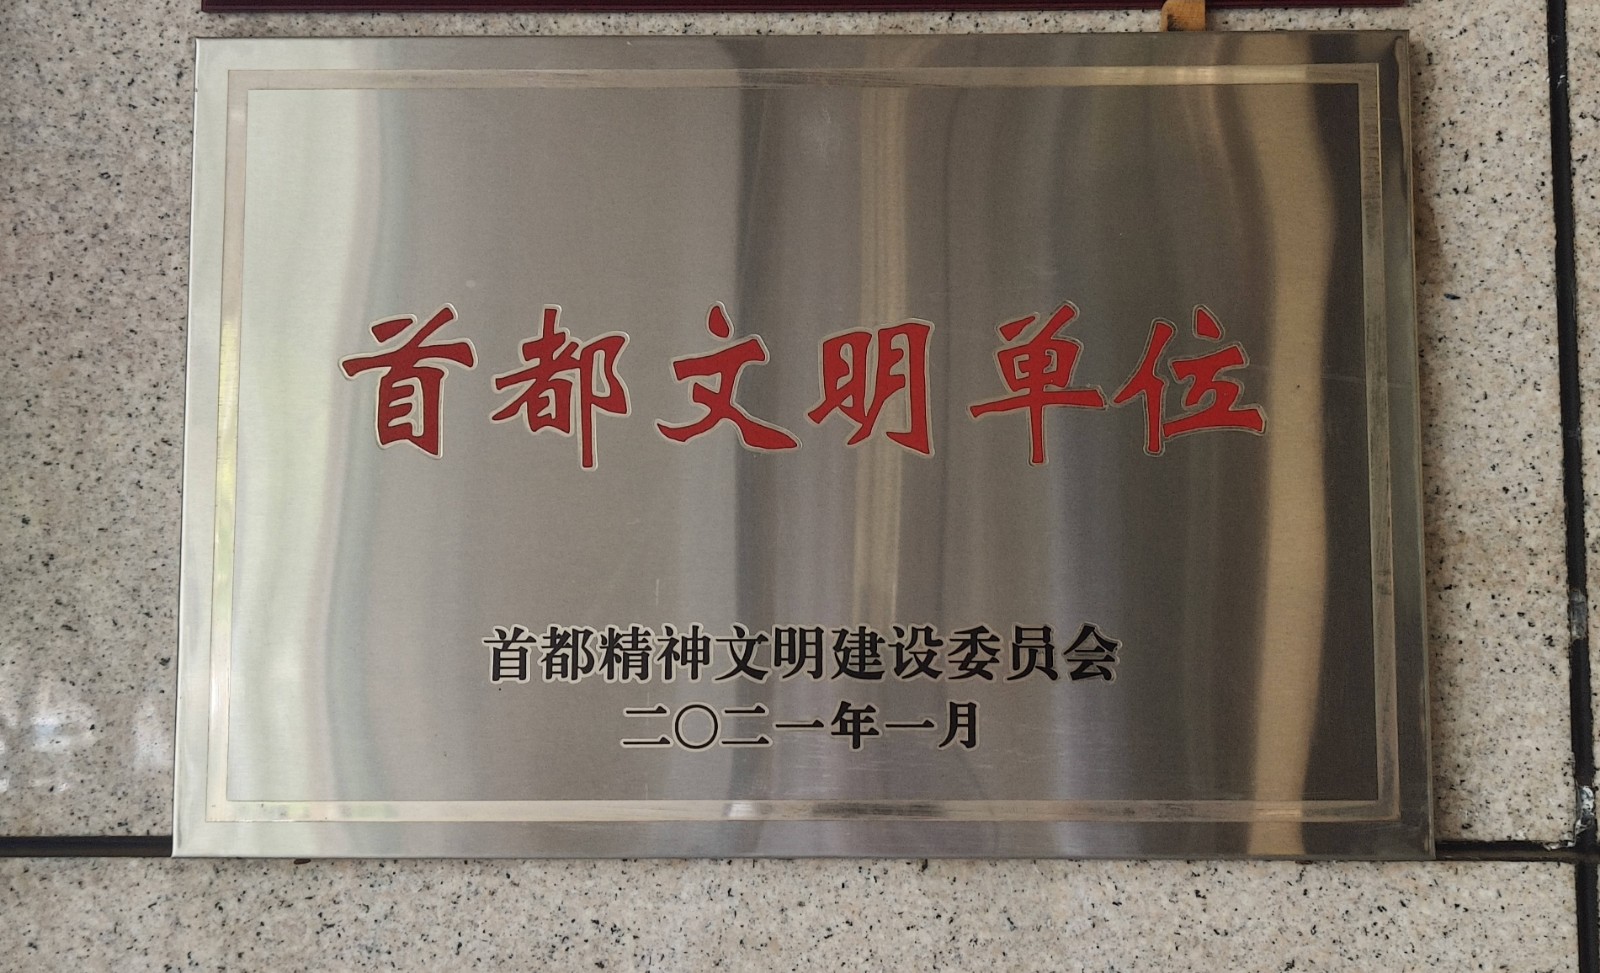 首都文明单位
首都精神文明建设委员会
二〇二一年一月